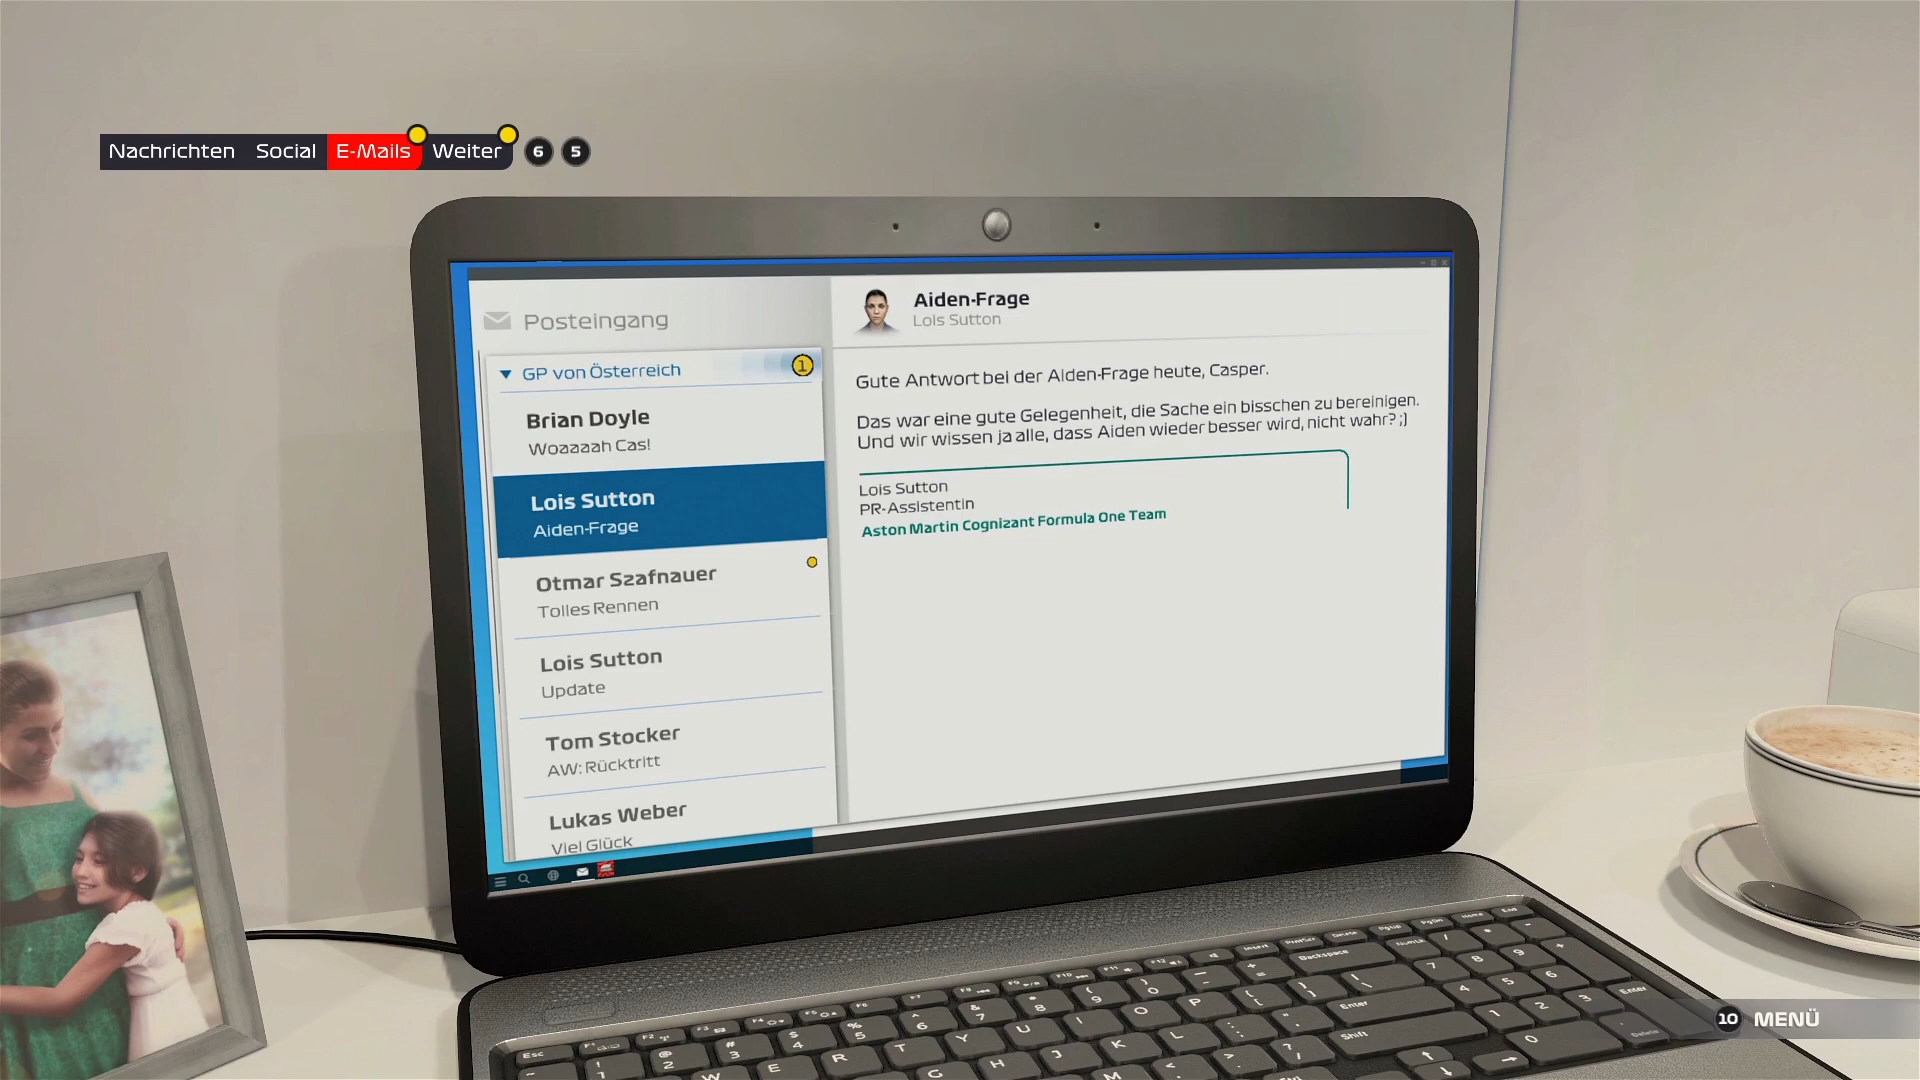 Nachrichten Social E-Mails Weiter 6 5
Posteingang
GP von Österreich 1
Brian Doyle
Woaaaah Cas!
Lois Sutton
Aiden-Frage
Otmar Szafnauer
Tolles Rennen
Lois Sutton
Update
Tom Stocker
AW: Rücktritt
Lukas Weber
Viel Glück
Aiden-Frage
Lois Sutton
Gute Antwort bei der Aiden-Frage heute, Casper.
Das war eine gute Gelegenheit, die Sache ein bisschen zu bereinigen.
Und wir wissen ja alle, dass Aiden wieder besser wird, nicht wahr? ;)
Lois Sutton
PR-Assistentin
Aston Martin Cognizant Formula One Team
10 MENÜ